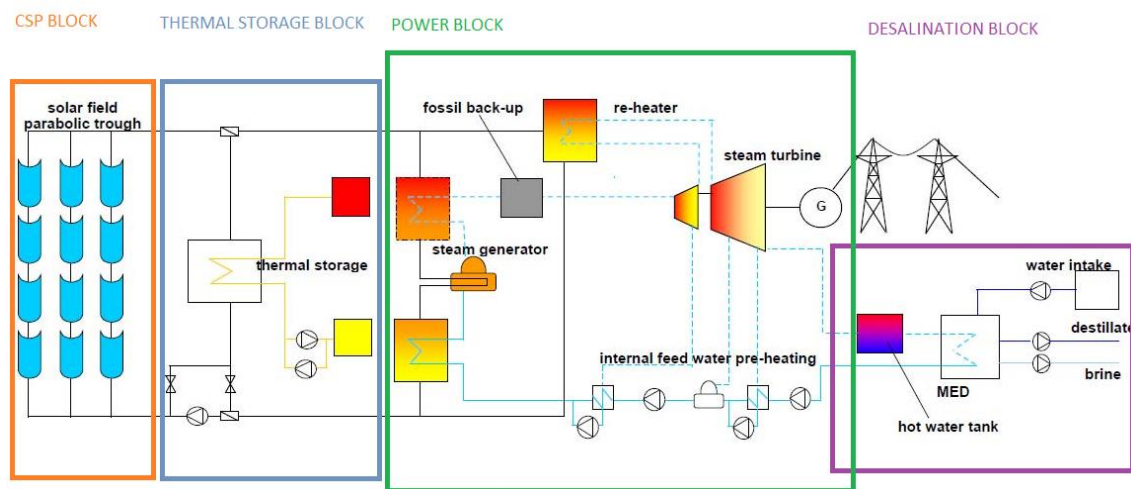 CSP BLOCK
THERMAL STORAGE BLOCK
POWER BLOCK
DESALINATION BLOCK
solar field
parabolic trough
fossil back-up
re-heater
steam turbine
G
steam generator
thermal storage
water intake
destillate
internal feed water pre-heating
brine
MED
hot water tank